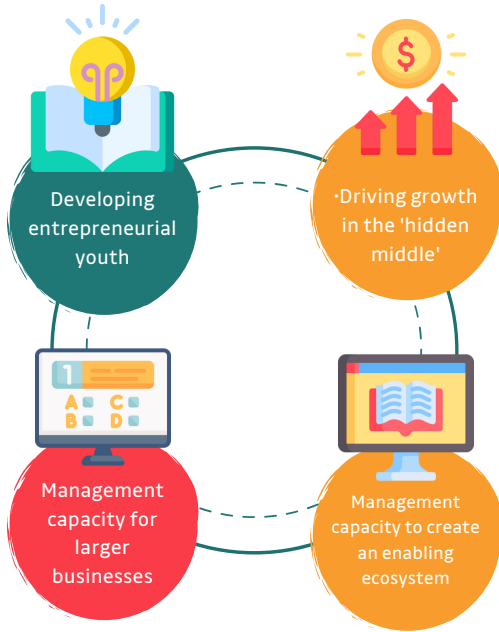 Developing
entrepreneurial
youth
·Driving growth
in the 'hidden
middle'
1
A
C
B
D
Management
capacity for
larger
businesses
Management
capacity to create
an enabling
ecosystem
$